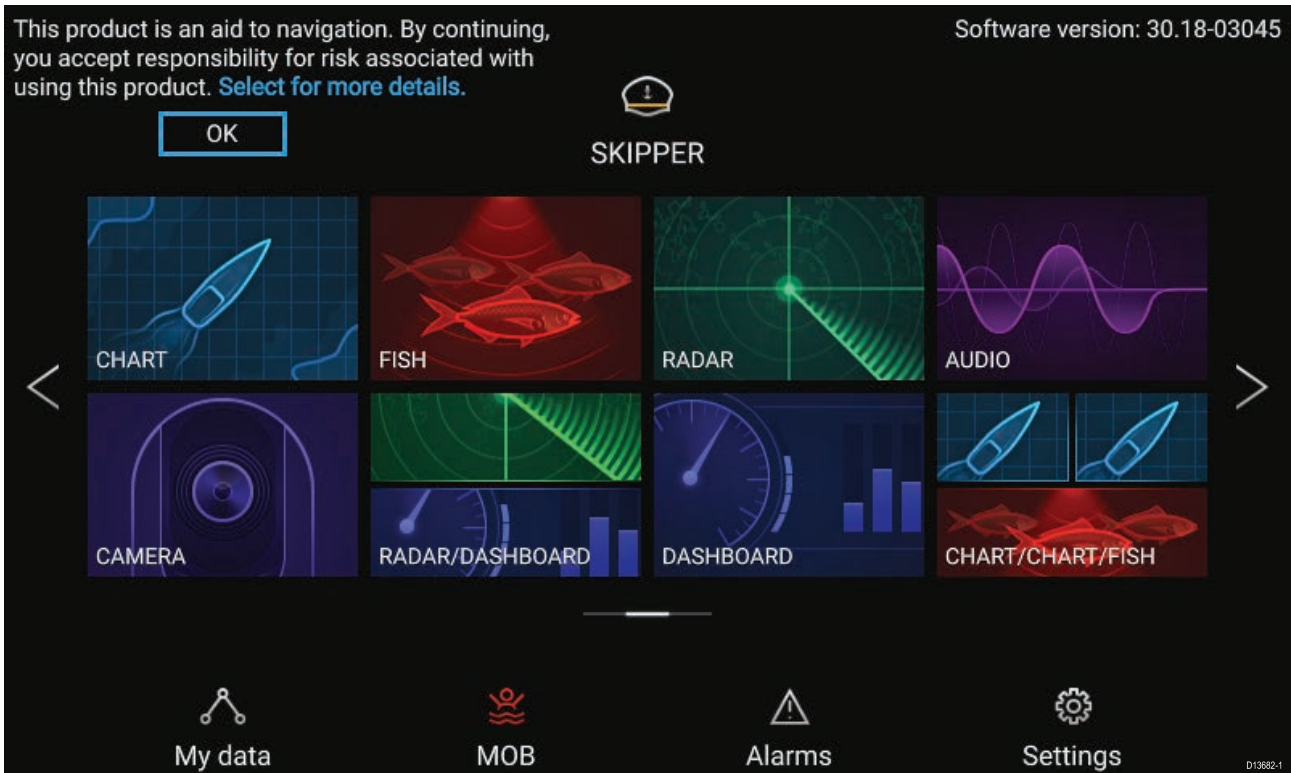 This product is an aid to navigation. By continuing,
you accept responsibility for risk associated with
using this product. Select for more details.
OK
Software version: 30.18-03045
SKIPPER
CHART
FISH
RADAR
AUDIO
CAMERA
RADAR/DASHBOARD
DASHBOARD
CHART/CHART/FISH
My data
MOB
Alarms
Settings
D13682-1